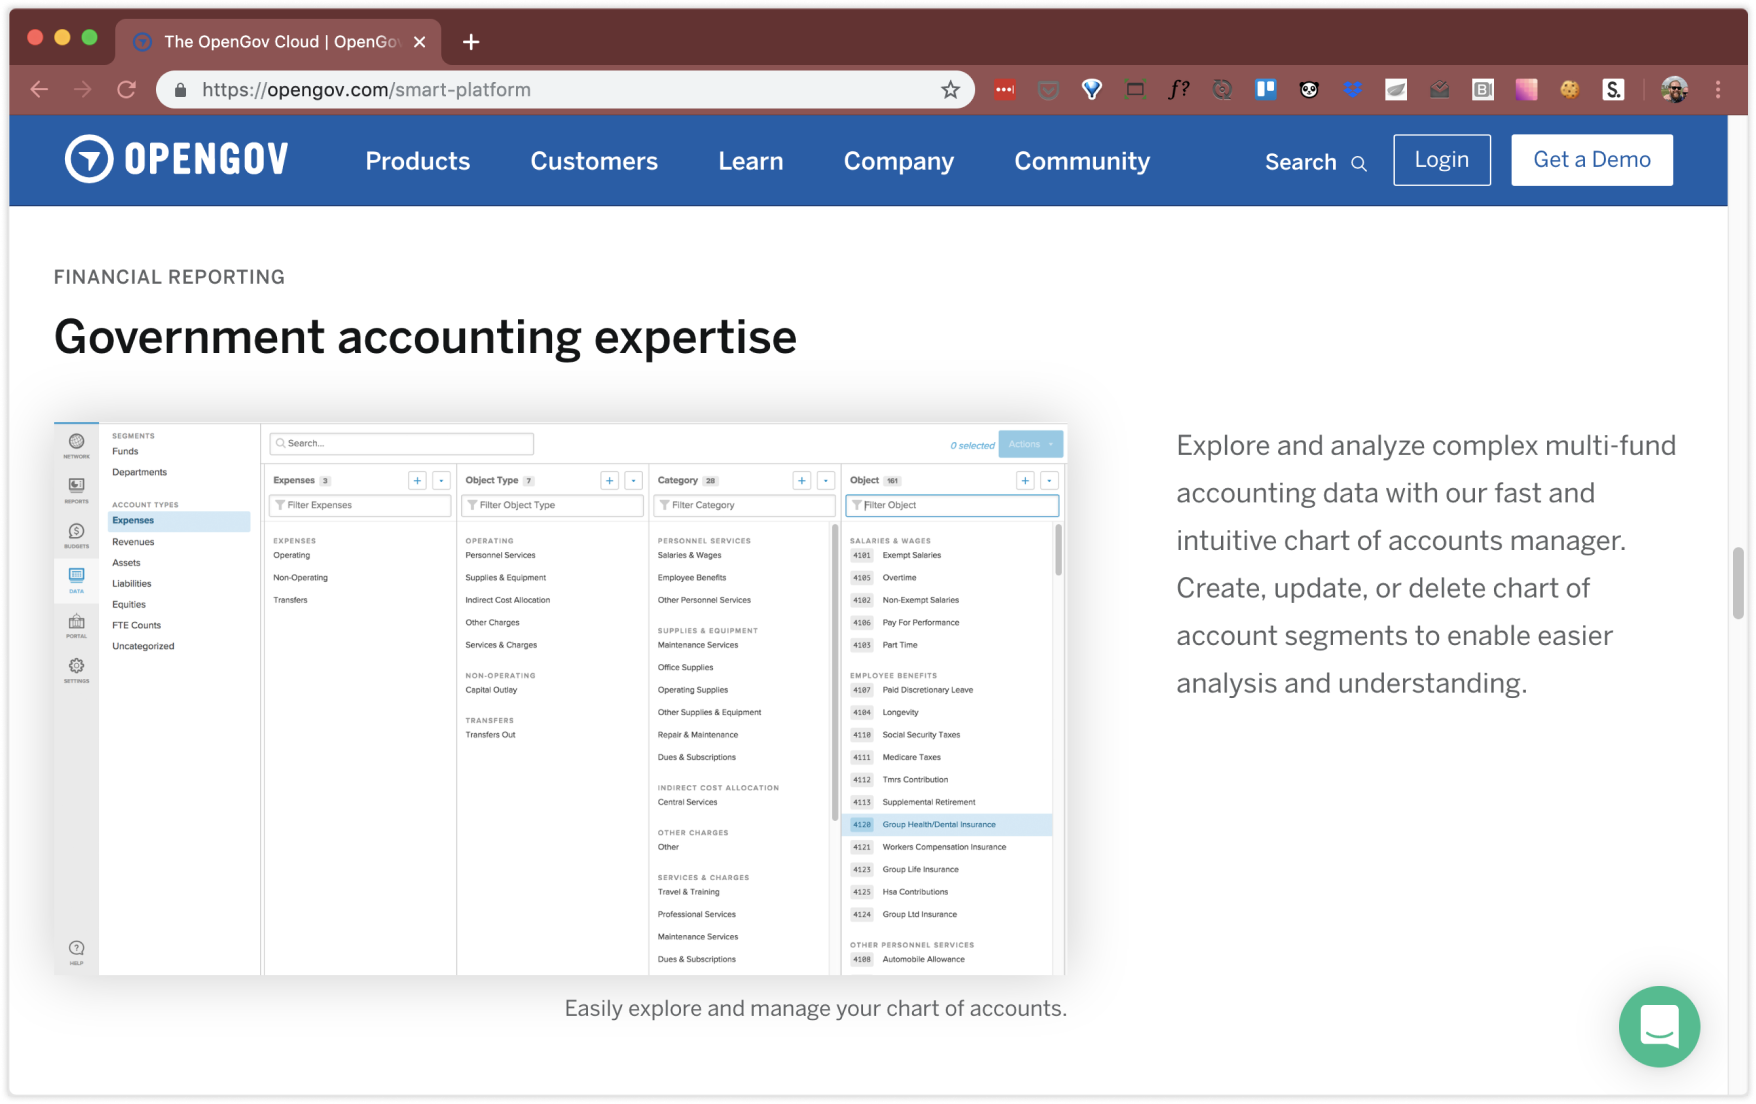 The OpenGov Cloud | OpenGov
https://opengov.com/smart-platform
f?
B
S.
OPENGOV
Products
Customers
Learn
Company
Community
Search
Login
Get a Demo
FINANCIAL REPORTING
Government accounting expertise
NETWORK
REPORTS
BUDGETS
DATA
PORTAL
SETTINGS
HELP
SEGMENTS
Funds
Departments
ACCOUNT TYPES
Expenses
Revenues
Assets
Liabilities
Equities
FTE Counts
Uncategorized
Search...
0 selected
Actions
Expenses 3
Filter Expenses
EXPENSES
Operating
Non-Operating
Transfers
Object Type 7
Filter Object Type
OPERATING
Personnel Services
Supplies & Equipment
Indirect Cost Allocation
Other Charges
Services & Charges
NON-OPERATING
Capital Outlay
TRANSFERS
Transfers Out
Category 28
Filter Category
PERSONNEL SERVICES
Salaries & Wages
Employee Benefits
Other Personnel Services
SUPPLIES & EQUIPMENT
Maintenance Services
Office Supplies
Operating Supplies
Other Supplies & Equipment
Repair & Maintenance
Dues & Subscriptions
INDIRECT COST ALLOCATION
Central Services
OTHER CHARGES
Other
SERVICES & CHARGES
Travel & Training
Professional Services
Maintenance Services
Dues & Subscriptions
Object 161
Filter Object
SALARIES & WAGES
4101 Exempt Salaries
4105 Overtime
4102 Non-Exempt Salaries
4106 Pay For Performance
4103 Part Time
EMPLOYEE BENEFITS
4107 Paid Discretionary Leave
4104 Longevity
4110 Social Security Taxes
4111 Medicare Taxes
4112 Tmrs Contribution
4113 Supplemental Retirement
4120 Group Health/Dental Insurance
4121 Workers Compensation Insurance
4123 Group Life Insurance
4125 Hsa Contributions
4124 Group Ltd Insurance
OTHER PERSONNEL SERVICES
4108 Automobile Allowance
Easily explore and manage your chart of accounts.
Explore and analyze complex multi-fund
accounting data with our fast and
intuitive chart of accounts manager.
Create, update, or delete chart of
account segments to enable easier
analysis and understanding.